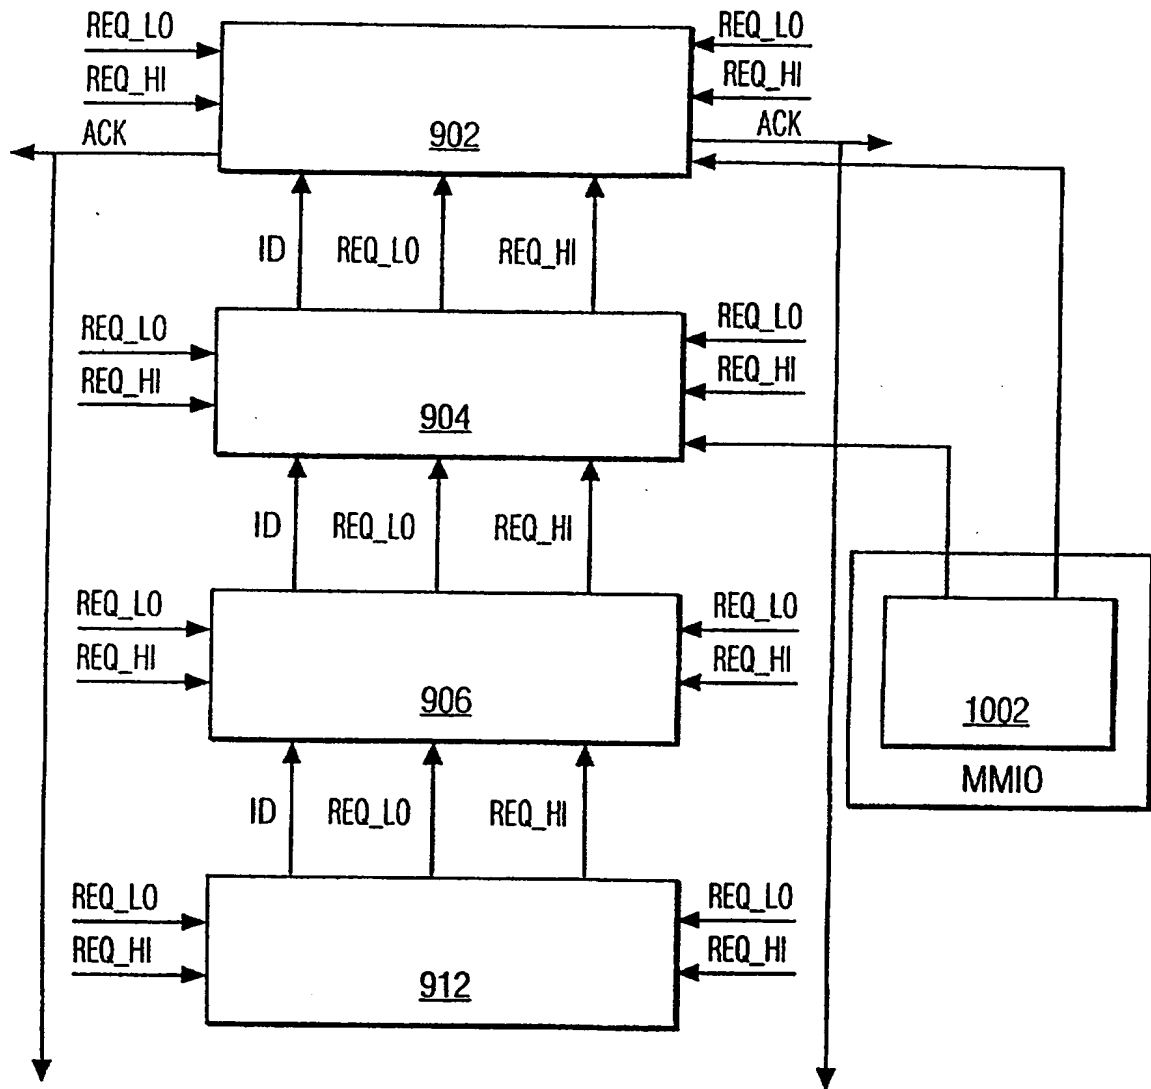 REQ_LO
REQ_LO
REQ_HI
REQ_HI
ACK
902
ACK
ID
REQ_LO
REQ_HI
REQ_LO
REQ_LO
REQ_HI
REQ_HI
904
ID
REQ_LO
REQ_HI
REQ_LO
REQ_LO
REQ_HI
REQ_HI
906
1002
MMIO
ID
REQ_LO
REQ_HI
REQ_LO
REQ_LO
REQ_HI
REQ_HI
912